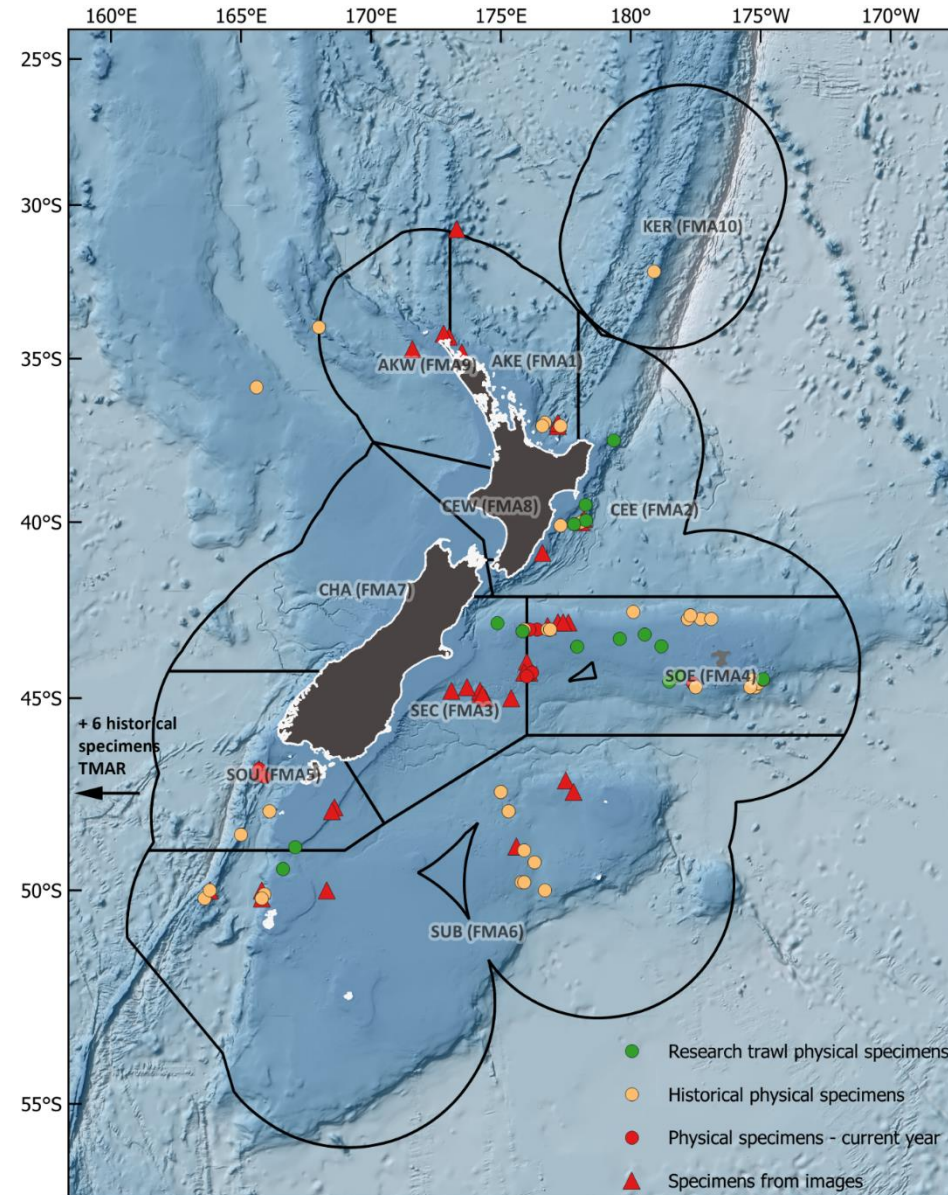 160°E 165°E 170°E 175°E 180° 175°W 170°W
25°S
30°S
KER (FMA10)
35°S
AKW (FMA9)
AKE (FMA1)
40°S
CEW (FMA8)
CEE (FMA2)
CHA (FMA7)
SOE (FMA4)
45°S
SEC (FMA3)
+ 6 historical
specimens
TMAR
SOU (FMA5)
50°S
SUB (FMA6)
55°S
Research trawl physical specimens
Historical physical specimens
Physical specimens - current year
Specimens from images